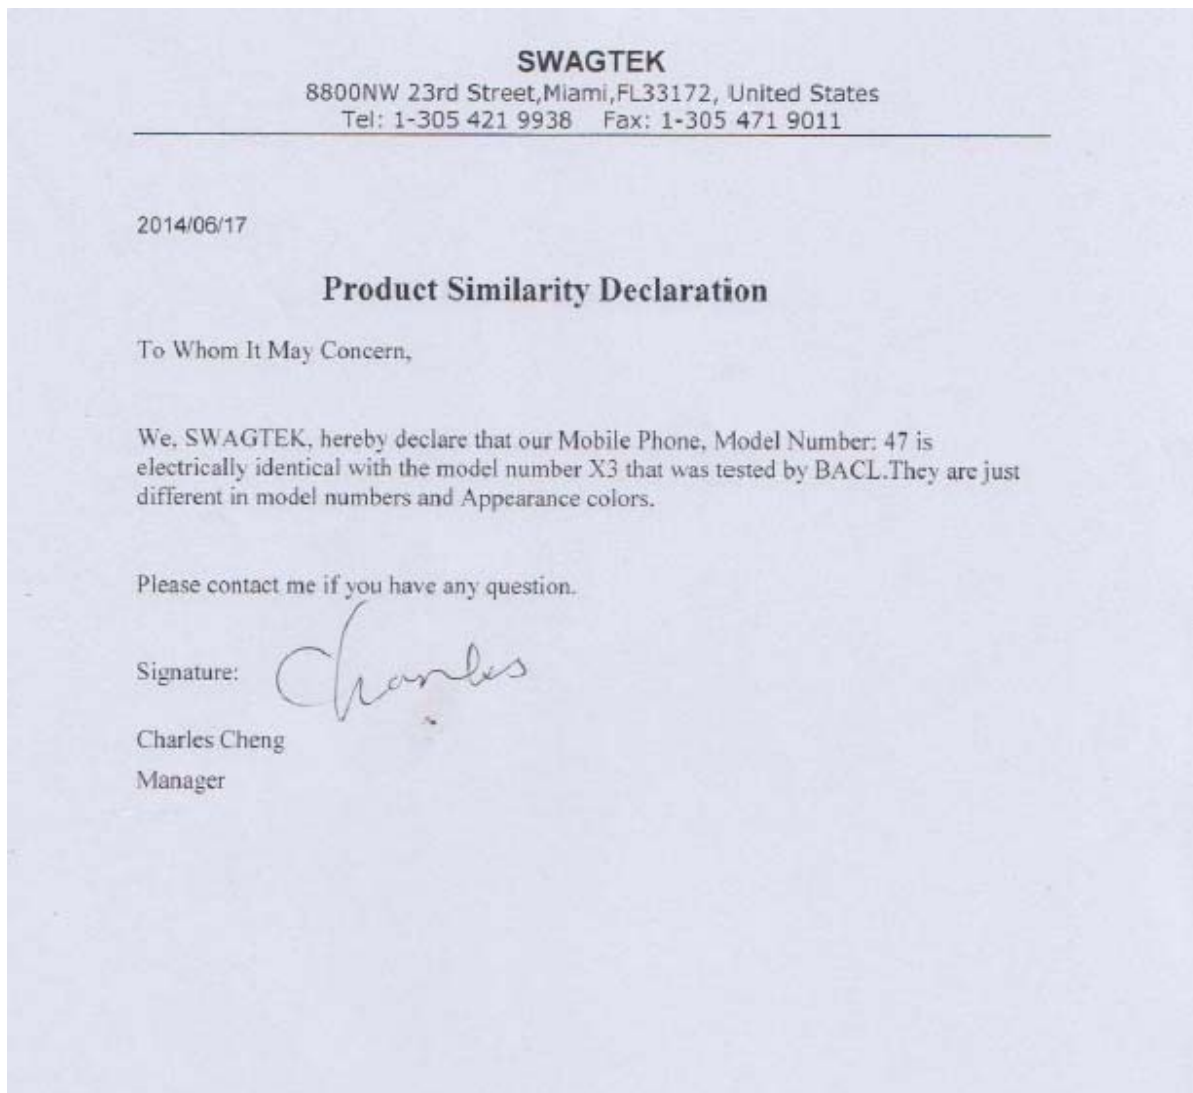 SWAGTEK
8800NW 23rd Street,Miami,FL33172, United States
Tel: 1-305 421 9938 Fax: 1-305 471 9011
2014/06/17
Product Similarity Declaration
To Whom It May Concern,
We, SWAGTEK, hereby declare that our Mobile Phone, Model Number: 47 is
electrically identical with the model number X3 that was tested by BACL.They are just
different in model numbers and Appearance colors.
Please contact me if you have any question.
Signature: Charles
Charles Cheng
Manager